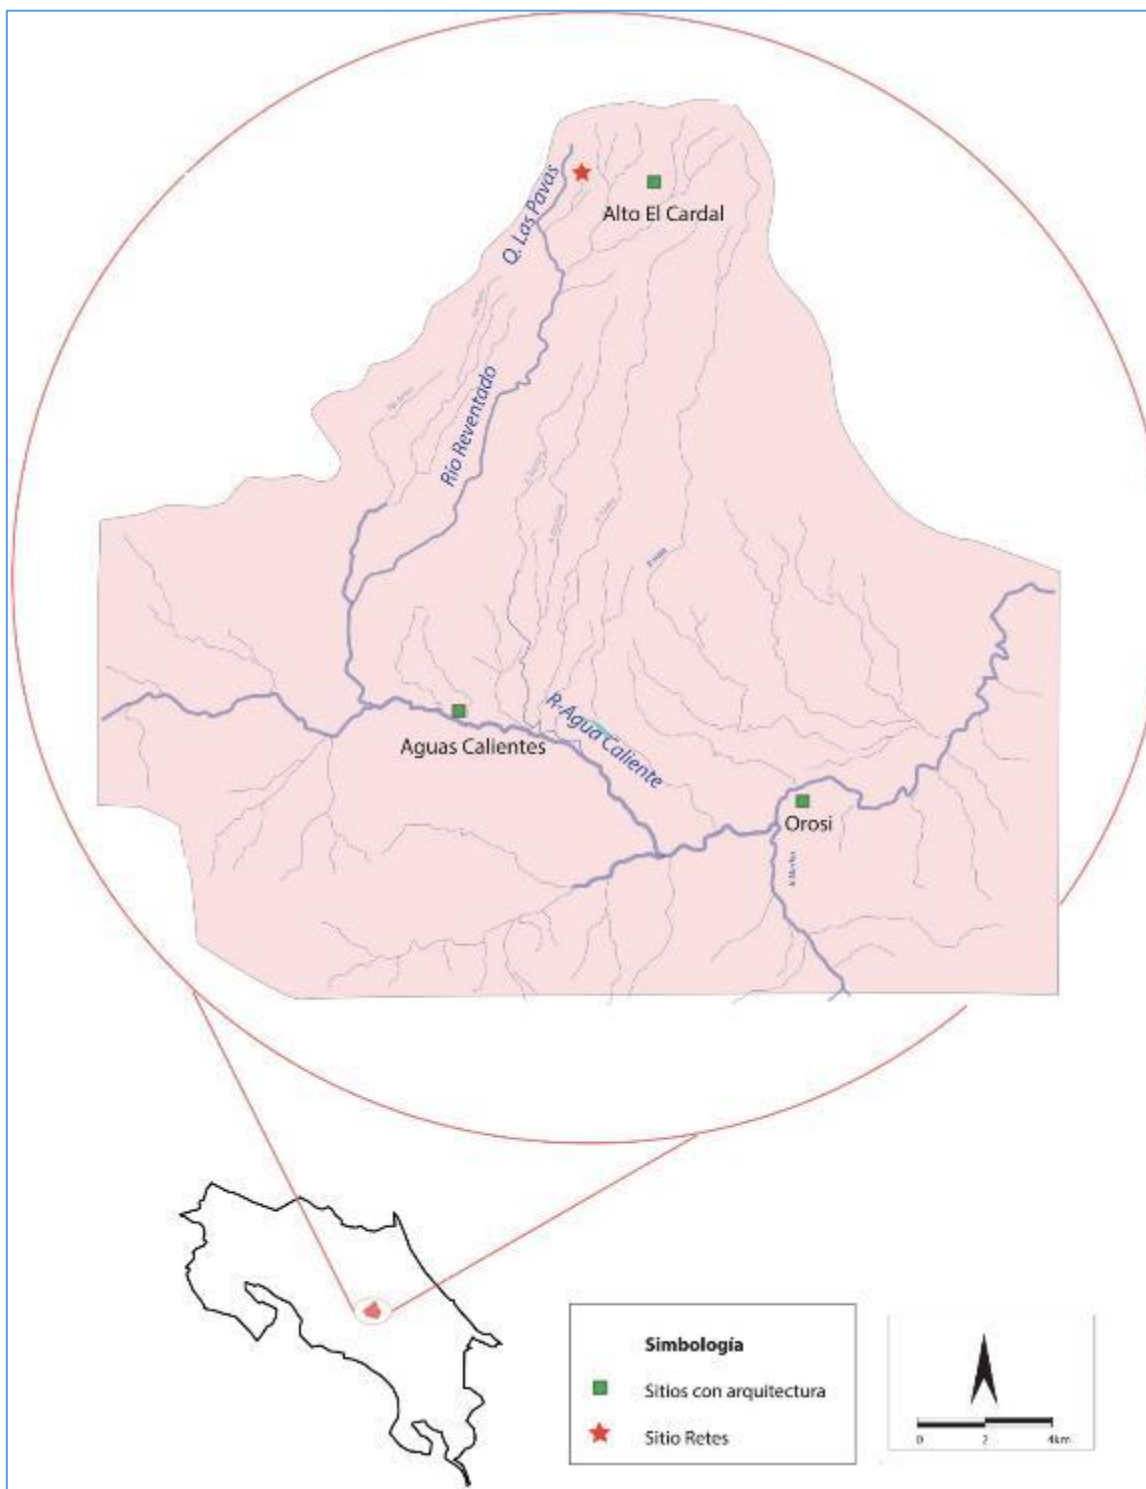 Q. Las Pavas
Alto El Cardal
Río Reventado
R-Agua Caliente
Aguas Calientes
Orosi
Simbología
Sitios con arquitectura
Sitio Retes
0 2 4km